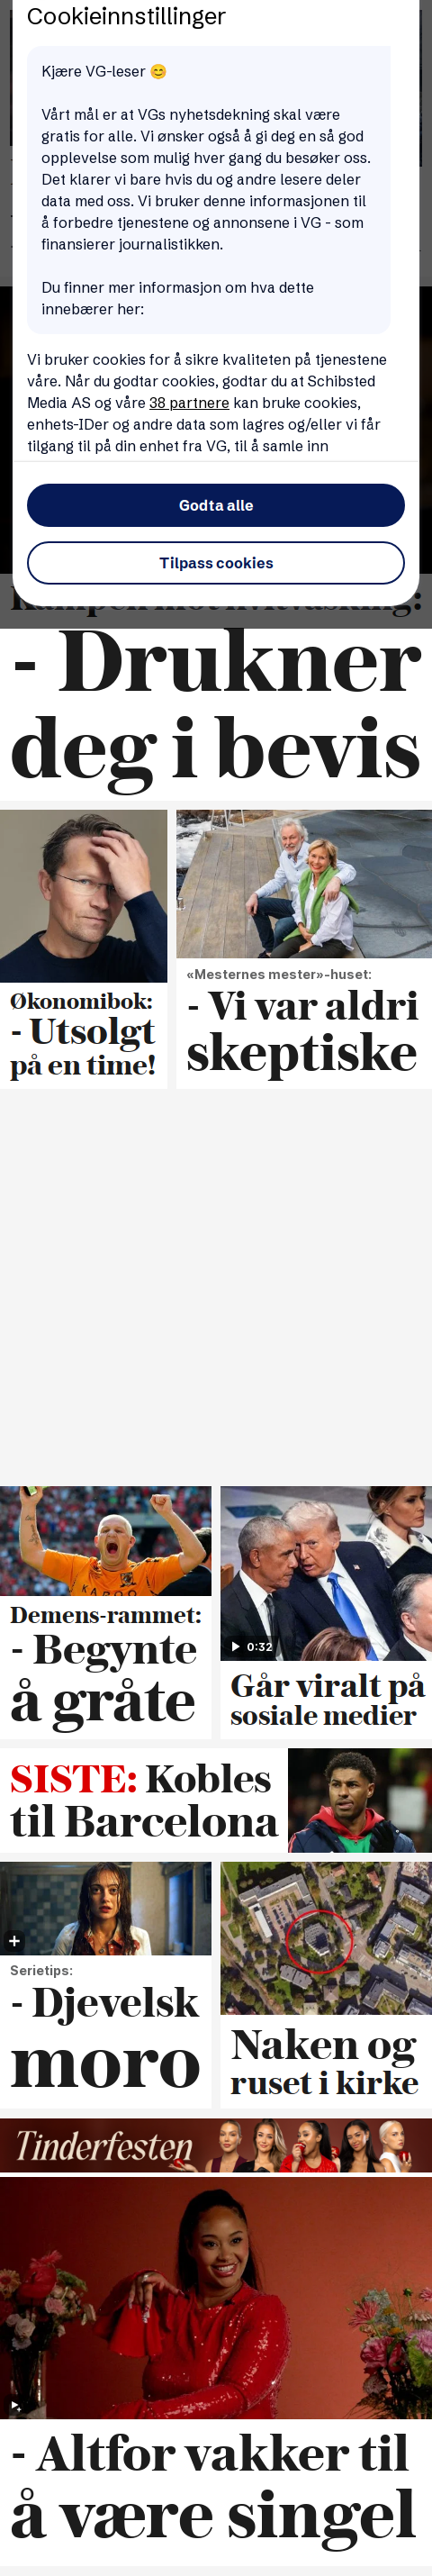 Cookieinnstillinger
Kjære VG-leser 😊
Vårt mål er at VGs nyhetsdekning skal være
gratis for alle. Vi ønsker også å gi deg en så god
opplevelse som mulig hver gang du besøker oss.
Det klarer vi bare hvis du og andre lesere deler
data med oss. Vi bruker denne informasjonen til
å forbedre tjenestene og annonsene i VG - som
finansierer journalistikken.
Du finner mer informasjon om hva dette
innebærer her:
Vi bruker cookies for å sikre kvaliteten på tjenestene
våre. Når du godtar cookies, godtar du at Schibsted
Media AS og våre 38 partnere kan bruke cookies,
enhets-IDer og andre data som lagres og/eller vi får
tilgang til på din enhet fra VG, til å samle inn
Godta alle
Tilpass cookies
Kampen mot hvitvasking:
- Drukner
deg i bevis
Økonomibok:
- Utsolgt
på en time!
«Mesternes mester»-huset:
- Vi var aldri
skeptiske
Demens-rammet:
- Begynte
å gråte
0:32
Går viralt på
sosiale medier
SISTE: Kobles
til Barcelona
Serietips:
- Djevelsk
moro
Naken og
ruset i kirke
Tinderfesten
- Altfor vakker til
å være singel